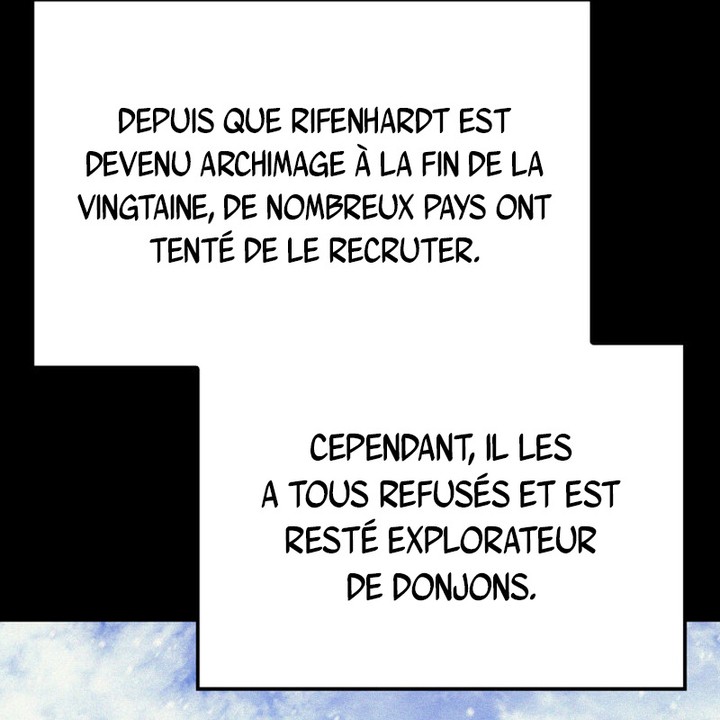 DEPUIS QUE RIFENHARDT EST
DEVENU ARCHIMAGE À LA FIN DE LA
VINGTAINE, DE NOMBREUX PAYS ONT
TENTÉ DE LE RECRUTER.
CEPENDANT, IL LES
A TOUS REFUSÉS ET EST
RESTÉ EXPLORATEUR
DE DONJONS.